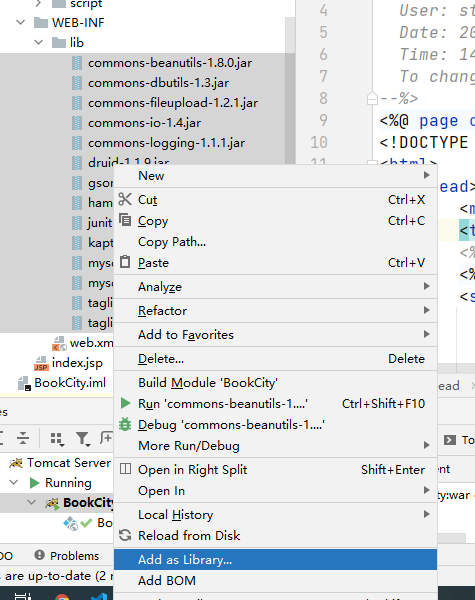 script
WEB-INF
lib
commons-beanutils-1.8.0.jar
commons-dbutils-1.3.jar
commons-fileupload-1.2.1.jar
commons-io-1.4.jar
commons-logging-1.1.1.jar
druid-1.1.9.jar
gson
ham
junit
kapt
myso
myso
tagli
tagli
web.xm
index.jsp
BookCity.iml
4 User: st
5 Date: 20
6 Time: 14
7 To chang
8 --%>
9 <%@ page c
10 <!DOCTYPE
11 <html>
ead>
<m
<t
<%
<%
<s
New
Cut Ctrl+X
Copy Ctrl+C
Copy Path...
Paste Ctrl+V
Analyze
Refactor
Add to Favorites
Delete... Delete
Build Module 'BookCity'
Run 'commons-beanutils-1....' Ctrl+Shift+F10
Debug 'commons-beanutils-1....'
More Run/Debug
Open in Right Split Shift+Enter
Open In
Local History
Reload from Disk
Add as Library...
Add BOM
ead
es
To
Tomcat Server
Running
BookCity
Bo
nt
ty:war (
DO
Problems
s are up-to-date (2 m